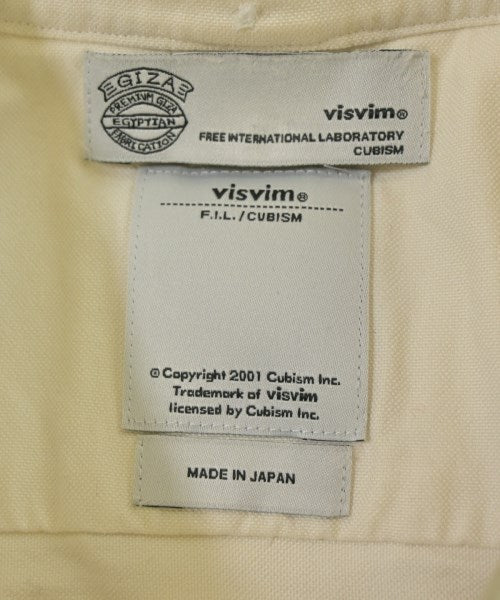 GIZA
PREMIUM GIZA
EGYPTIAN
FABRICATION
visvim®
FREE INTERNATIONAL LABORATORY
CUBISM
visvim®
F.I.L./CUBISM
© Copyright 2001 Cubism Inc.
Trademark of visvim
licensed by Cubism Inc.
MADE IN JAPAN